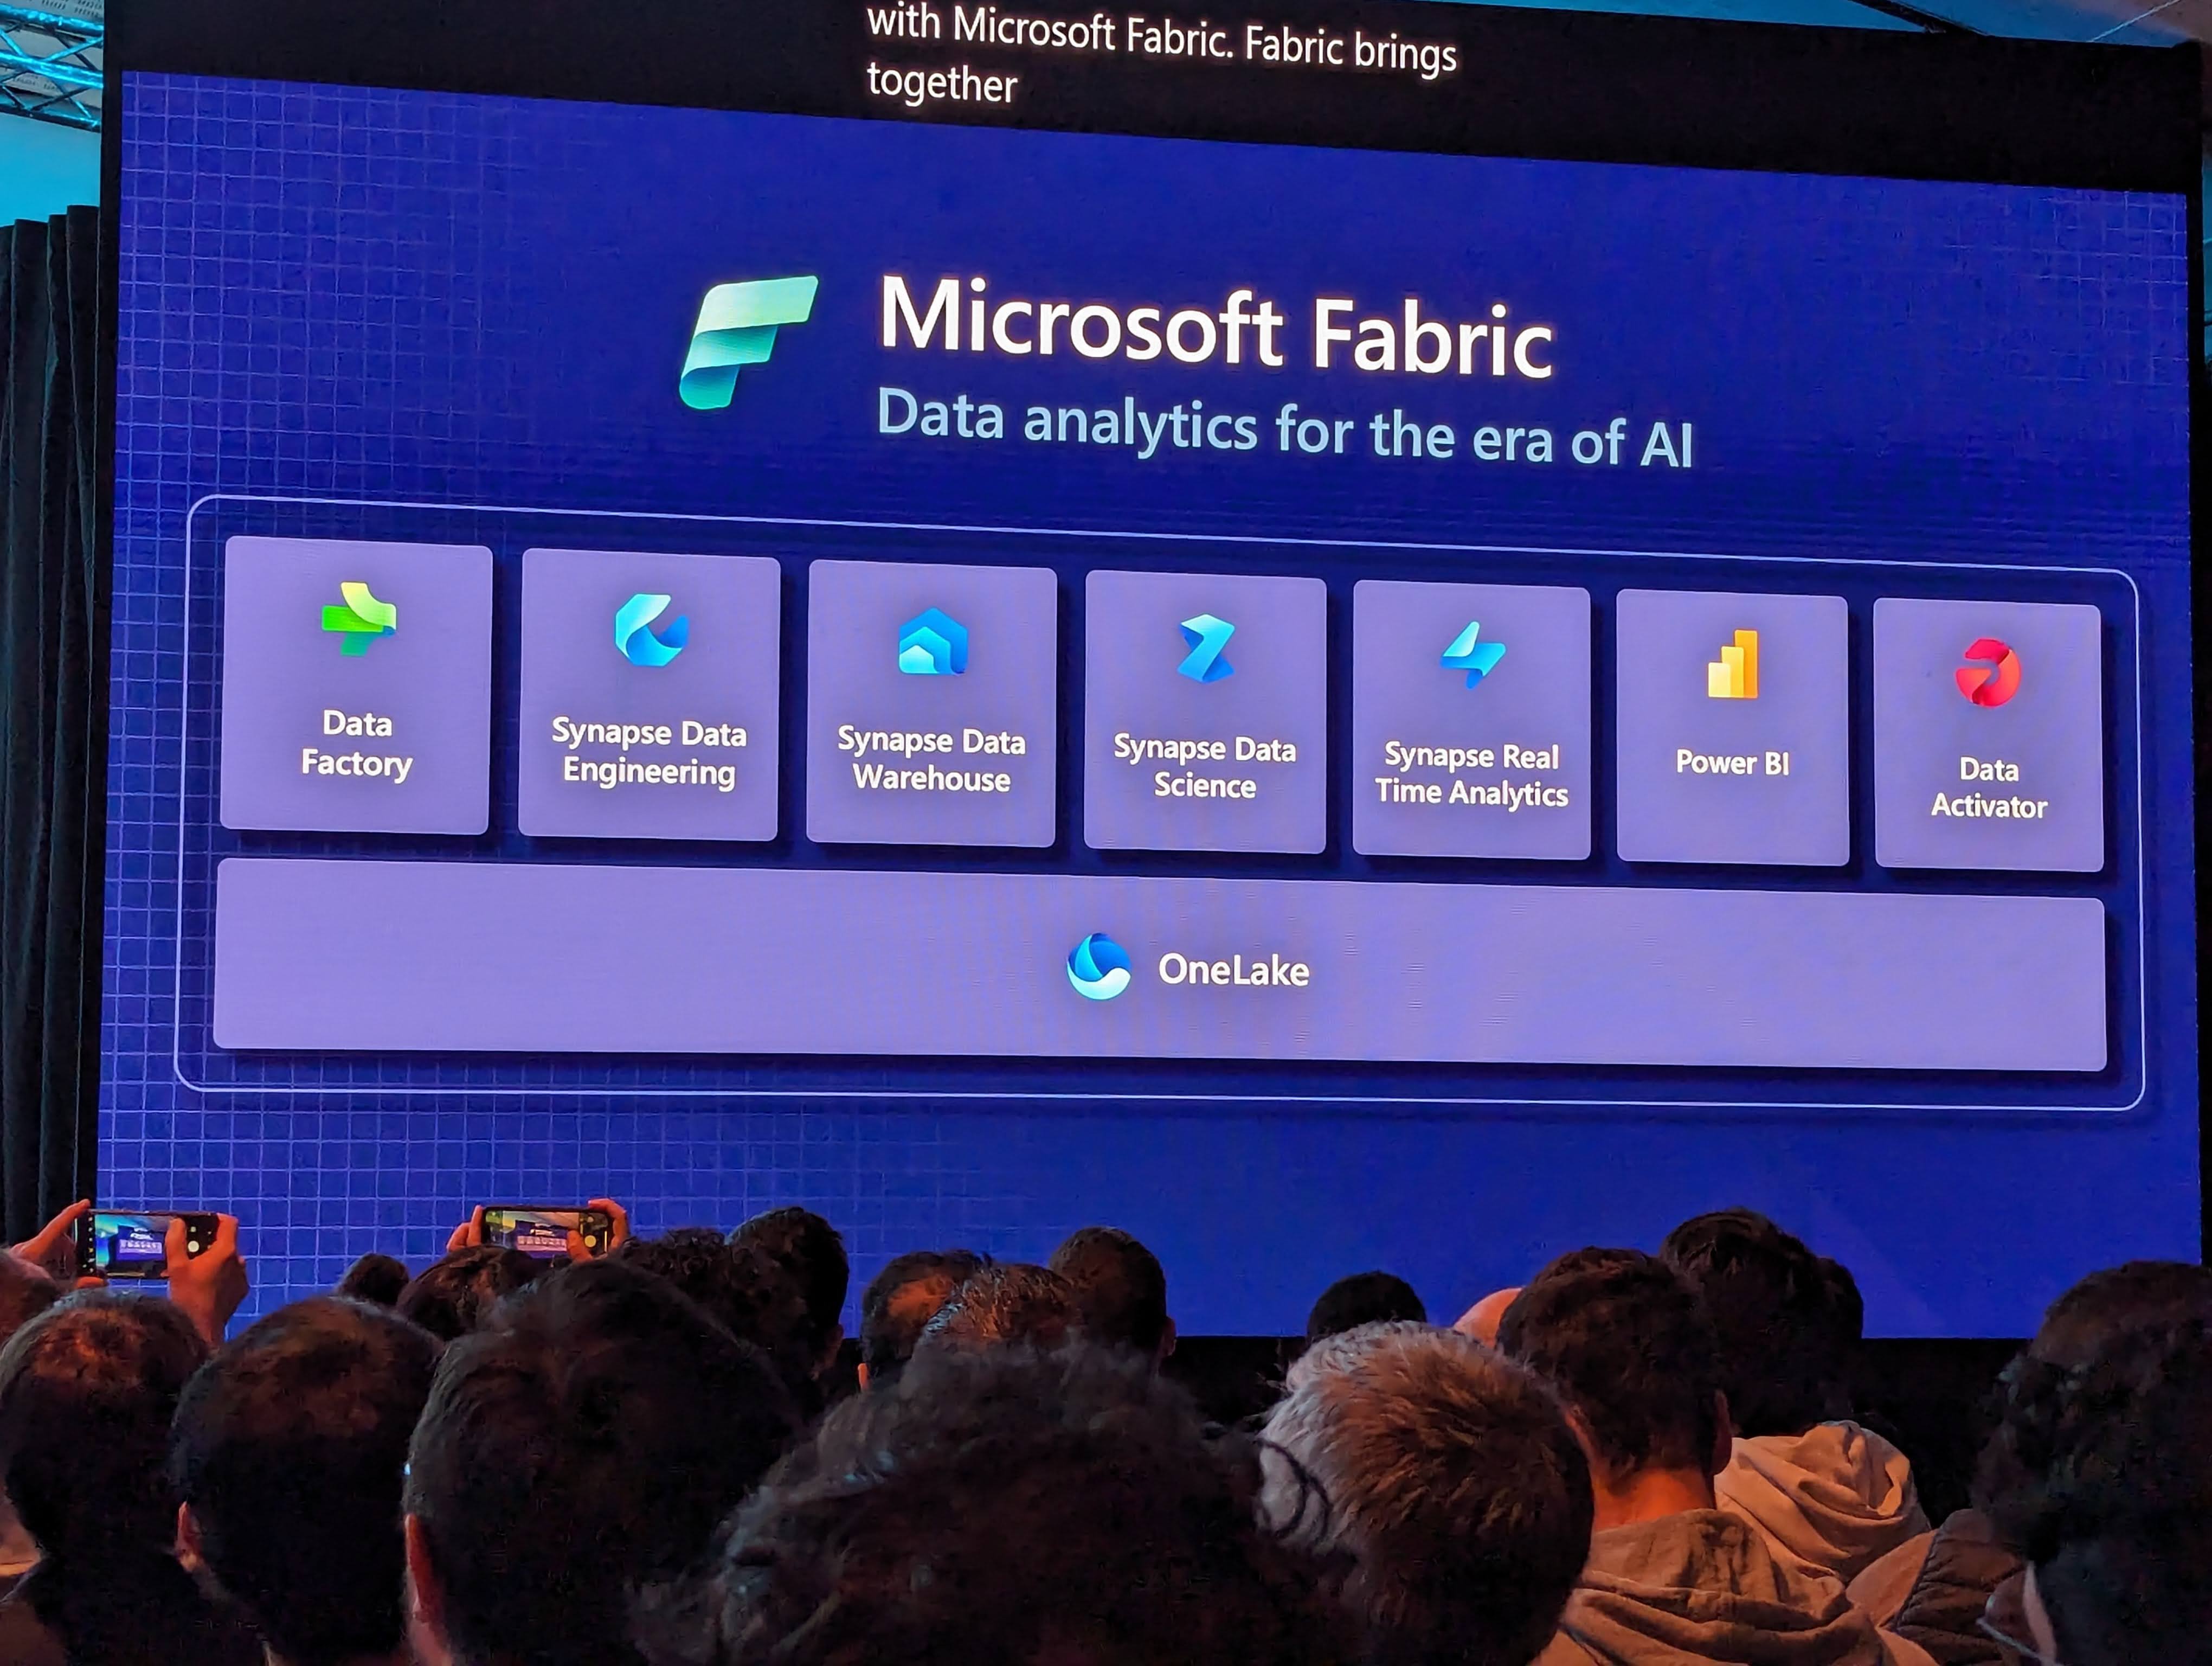 with Microsoft Fabric. Fabric brings
together
Microsoft Fabric
Data analytics for the era of AI
Data
Factory
Synapse Data
Engineering
Synapse Data
Warehouse
Synapse Data
Science
Synapse Real
Time Analytics
Power BI
Data
Activator
OneLake